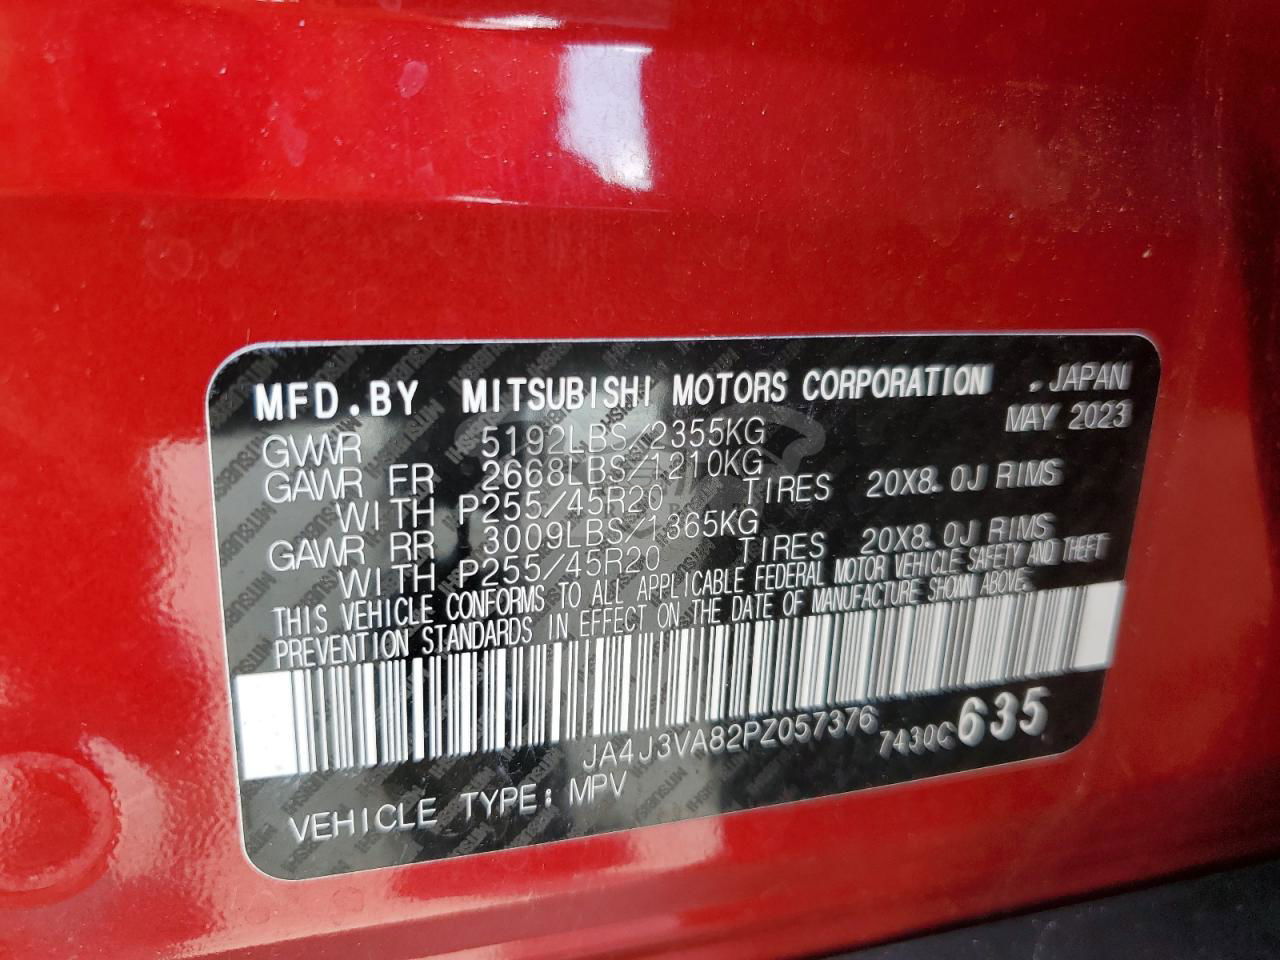 MFD.BY MITSUBISHI MOTORS CORPORATION .JAPAN
GVWR 5192LBS/2355KG MAY 2023
GAWR FR 2668LBS/1210KG
WITH P255/45R20 TIRES 20X8.0J RIMS
GAWR RR 3009LBS/1365KG
WITH P255/45R20 TIRES 20X8.0J RIMS
THIS VEHICLE CONFORMS TO ALL APPLICABLE FEDERAL MOTOR VEHICLE SAFETY AND THEFT
PREVENTION STANDARDS IN EFFECT ON THE DATE OF MANUFACTURE SHOWN ABOVE.
JA4J3VA82PZ057376 7430C 635
VEHICLE TYPE: MPV